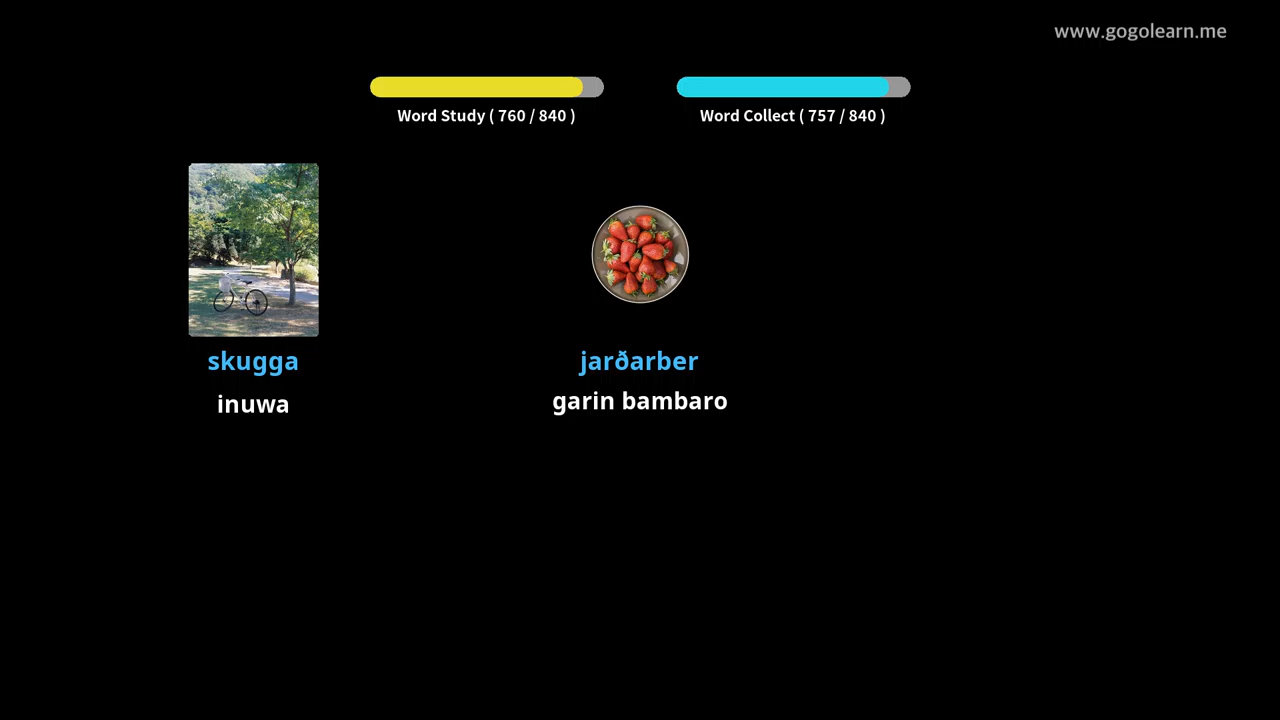 www.gogolearn.me
Word Study ( 760 / 840 )
Word Collect ( 757 / 840 )
skugga
jarðarber
inuwa
garin bambaro